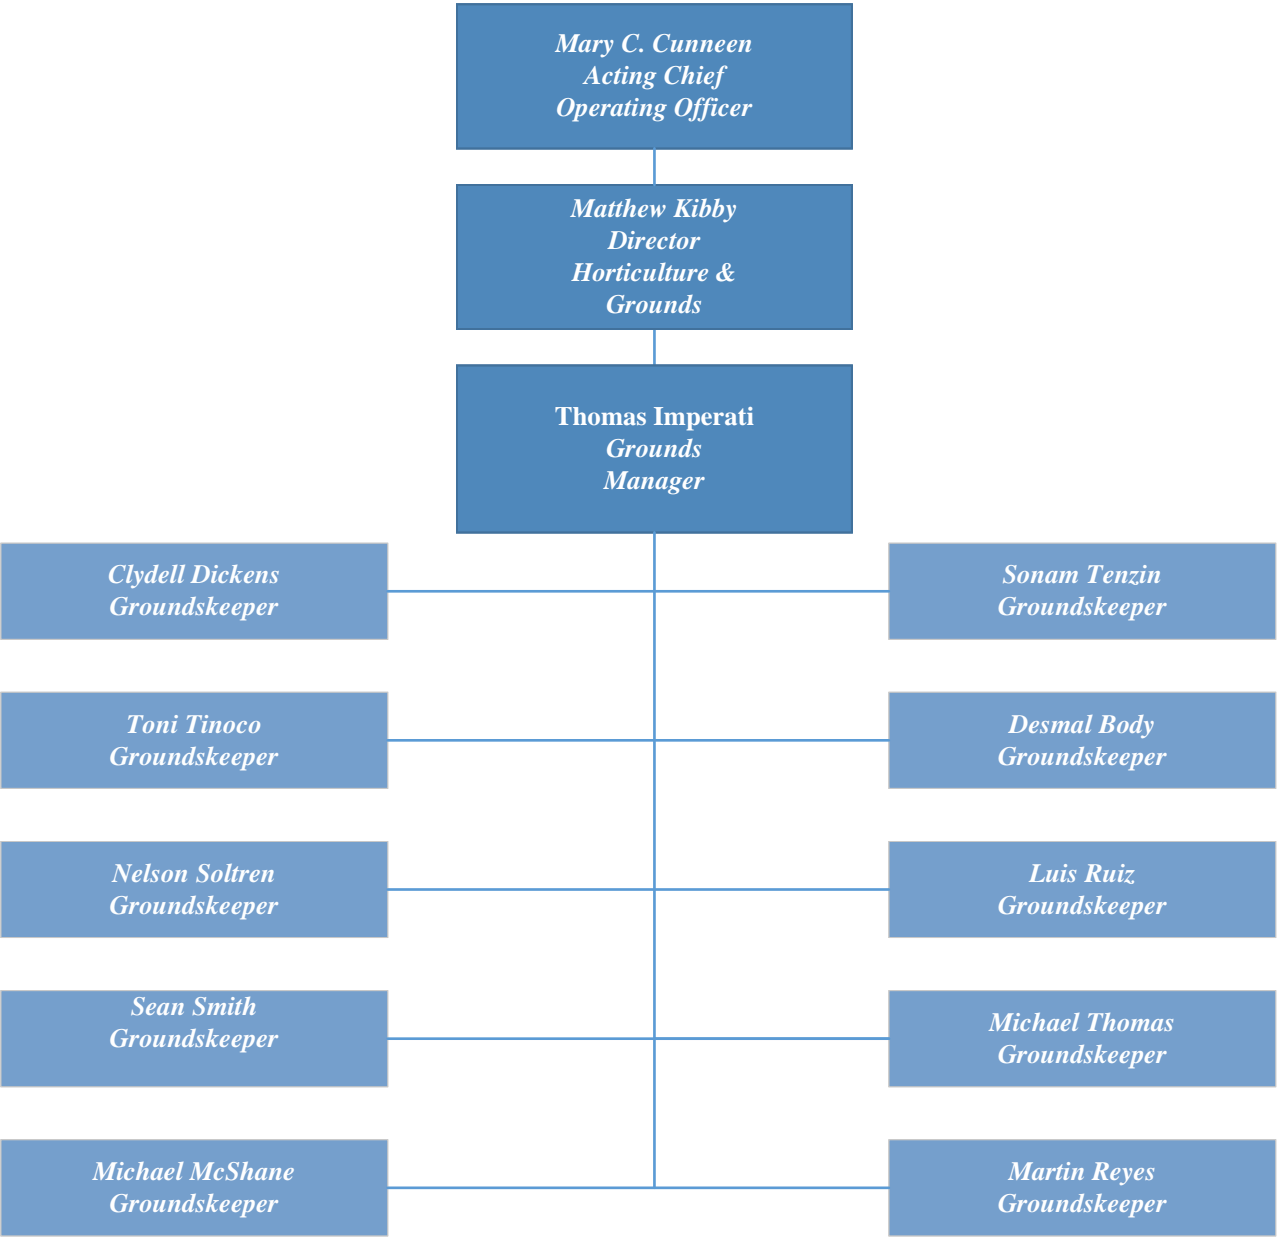 Mary C. Cunneen
Acting Chief
Operating Officer
Matthew Kibby
Director
Horticulture &
Grounds
Thomas Imperati
Grounds
Manager
Clydell Dickens
Groundskeeper
Sonam Tenzin
Groundskeeper
Toni Tinoco
Groundskeeper
Desmal Body
Groundskeeper
Nelson Soltren
Groundskeeper
Luis Ruiz
Groundskeeper
Sean Smith
Groundskeeper
Michael Thomas
Groundskeeper
Michael McShane
Groundskeeper
Martin Reyes
Groundskeeper